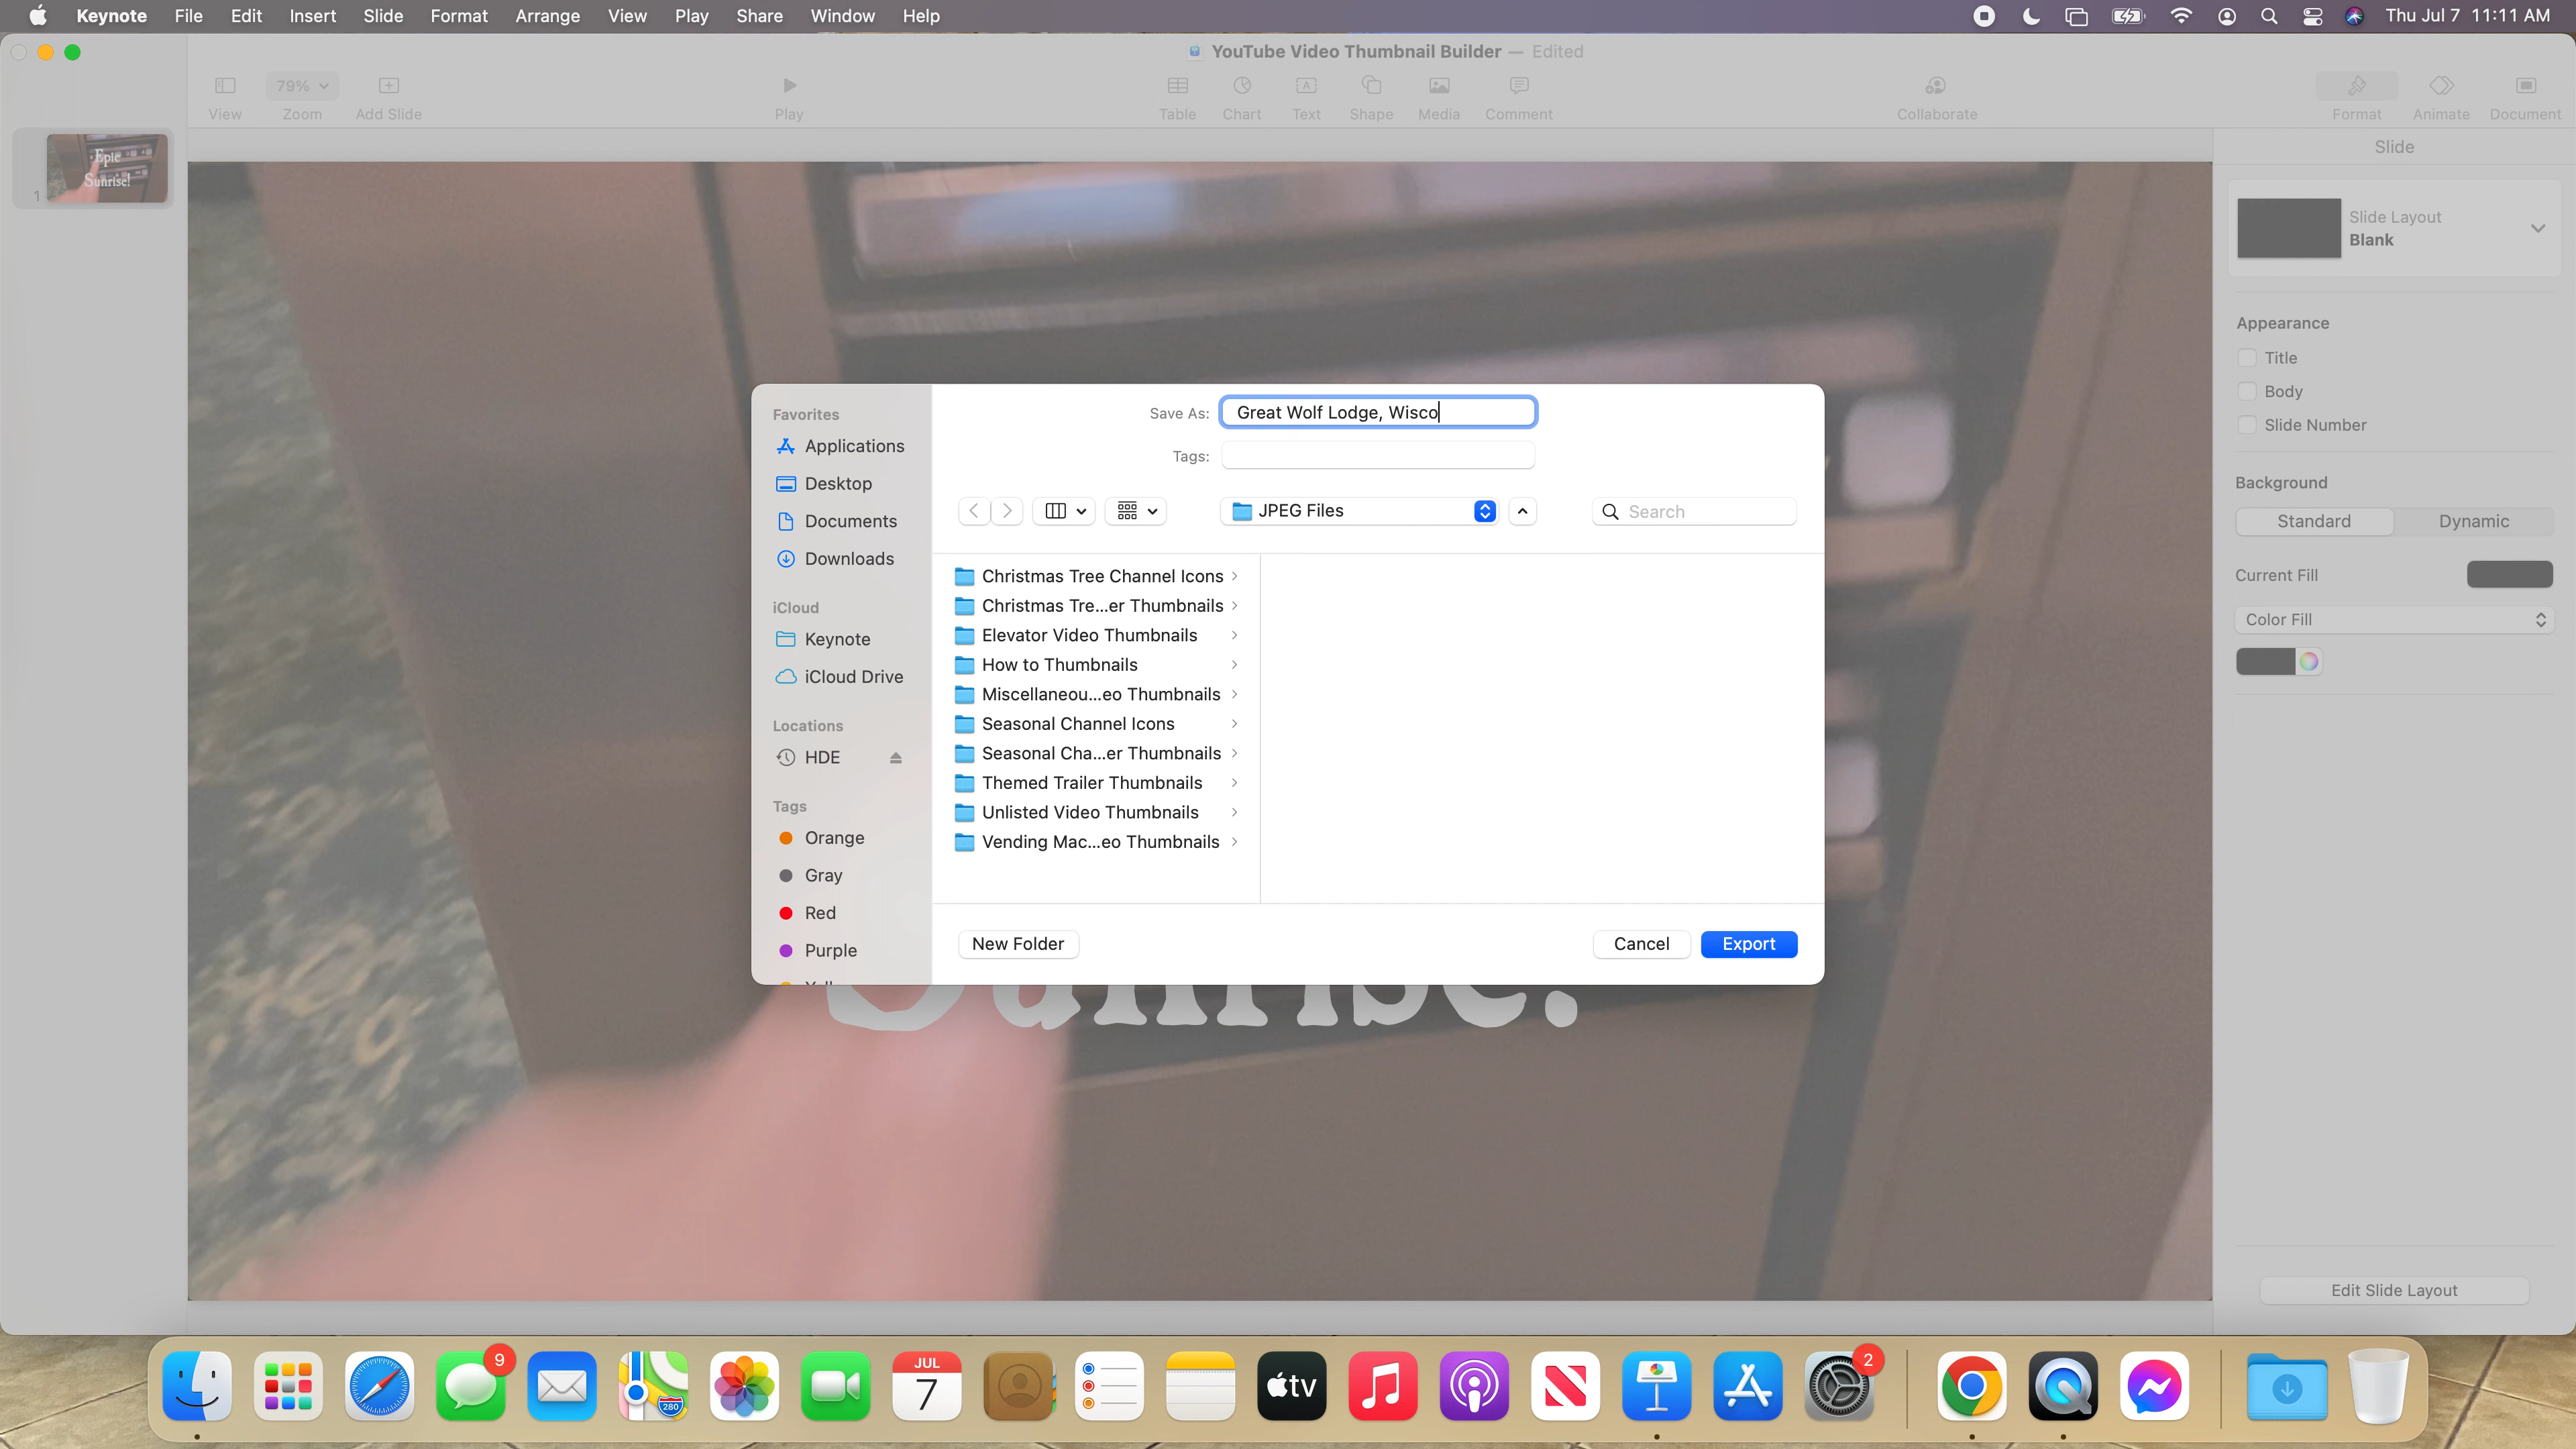 Keynote File Edit Insert Slide Format Arrange View Play Share Window Help Thu Jul 7 11:11 AM
YouTube Video Thumbnail Builder — Edited
79%
View Zoom Add Slide Play Table Chart Text Shape Media Comment Collaborate Format Animate Document
Slide
Epic
Sunrise!
1
Slide Layout
Blank
Appearance
Title
Body
Slide Number
Background
Standard Dynamic
Current Fill
Color Fill
Edit Slide Layout
Save As: Great Wolf Lodge, Wisco
Tags:
JPEG Files
Search
Favorites
Applications
Desktop
Documents
Downloads
iCloud
Keynote
iCloud Drive
Locations
HDE
Tags
Orange
Gray
Red
Purple
Christmas Tree Channel Icons
Christmas Tre...er Thumbnails
Elevator Video Thumbnails
How to Thumbnails
Miscellaneou...eo Thumbnails
Seasonal Channel Icons
Seasonal Cha...er Thumbnails
Themed Trailer Thumbnails
Unlisted Video Thumbnails
Vending Mac...eo Thumbnails
New Folder Cancel Export
Sunrise!
9
280
JUL
7
tv
2